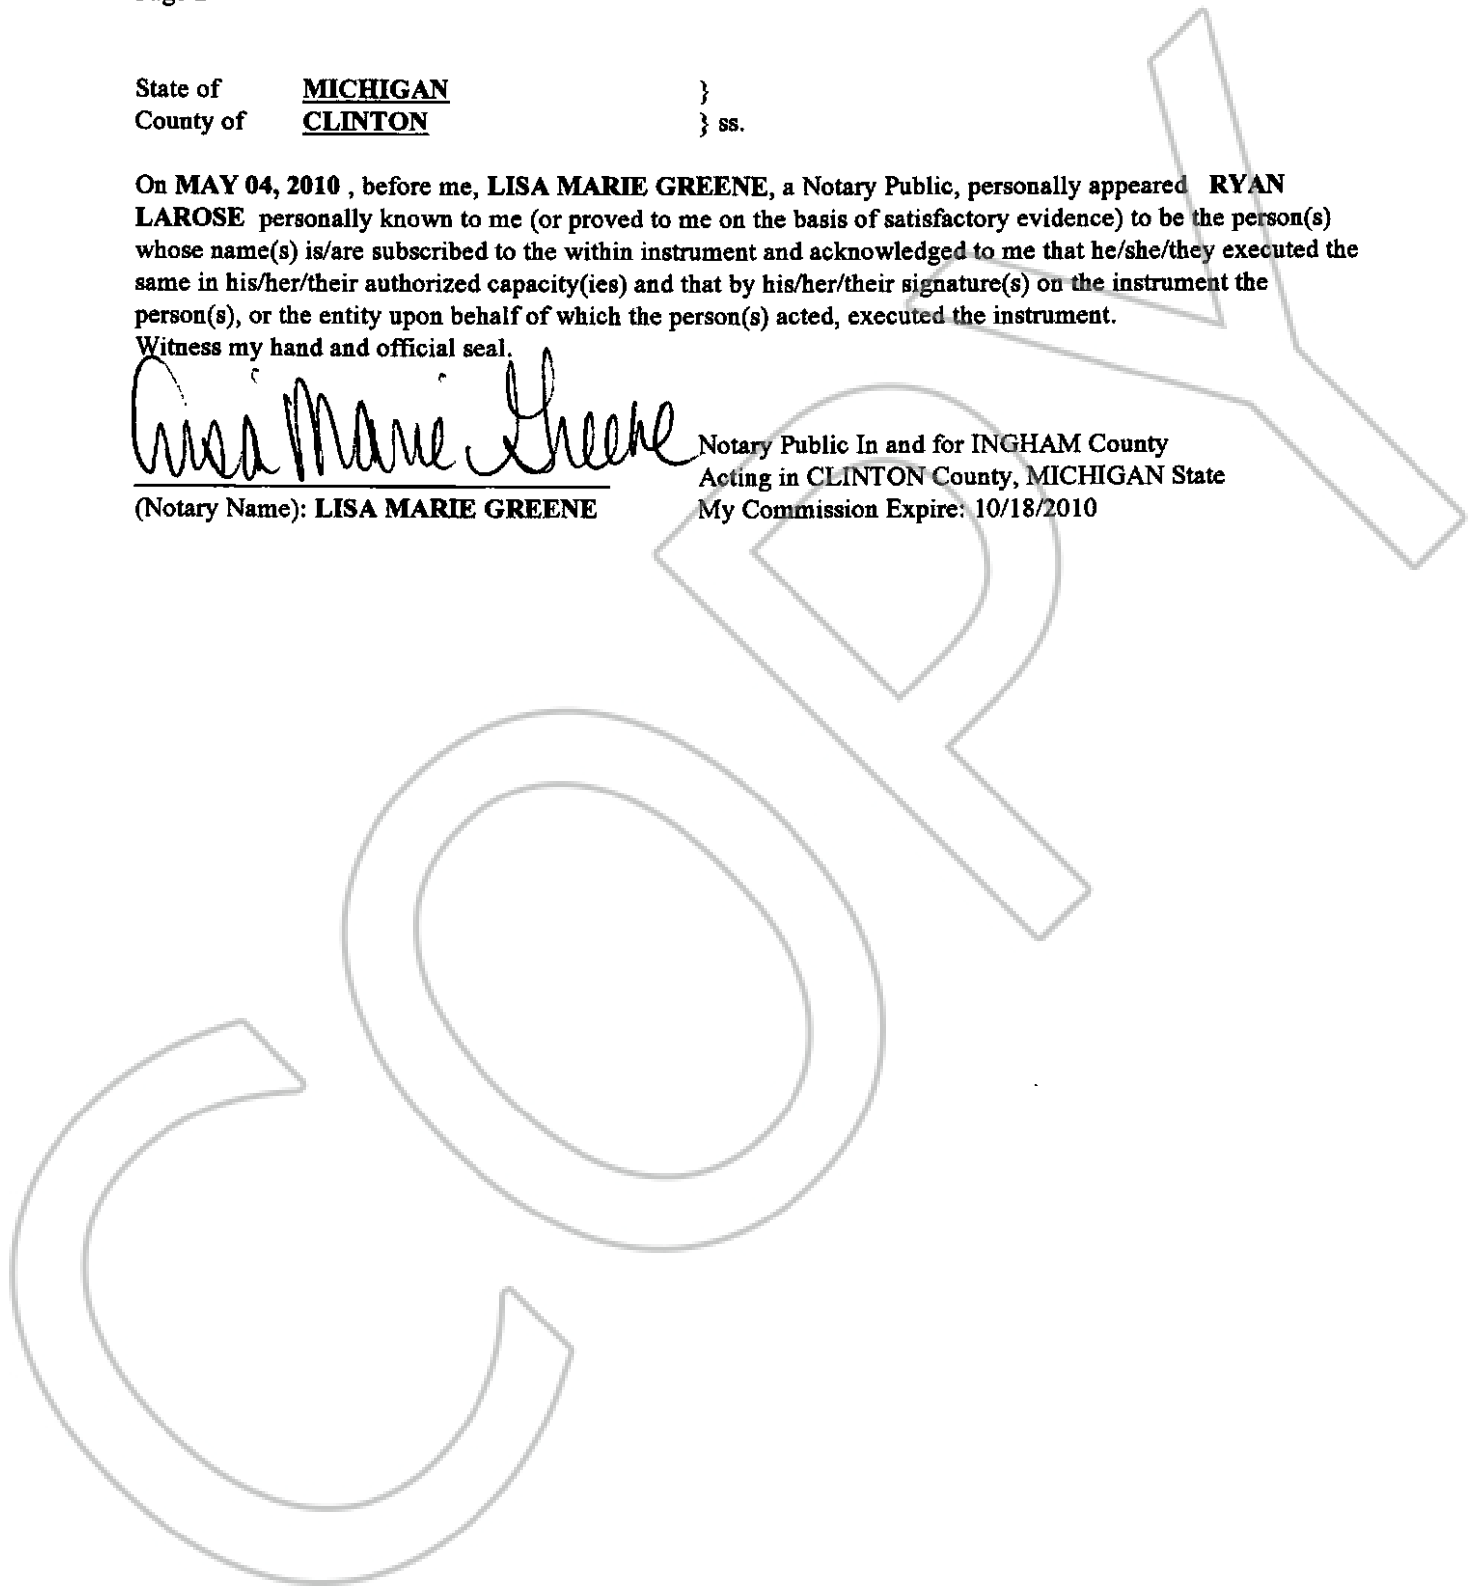 State of MICHIGAN }
County of CLINTON } ss.
On MAY 04, 2010 , before me, LISA MARIE GREENE, a Notary Public, personally appeared RYAN
LAROSE personally known to me (or proved to me on the basis of satisfactory evidence) to be the person(s)
whose name(s) is/are subscribed to the within instrument and acknowledged to me that he/she/they executed the
same in his/her/their authorized capacity(ies) and that by his/her/their signature(s) on the instrument the
person(s), or the entity upon behalf of which the person(s) acted, executed the instrument.
Witness my hand and official seal.
Lisa Marie Greene
Notary Public In and for INGHAM County
Acting in CLINTON County, MICHIGAN State
(Notary Name): LISA MARIE GREENE My Commission Expire: 10/18/2010
COPY